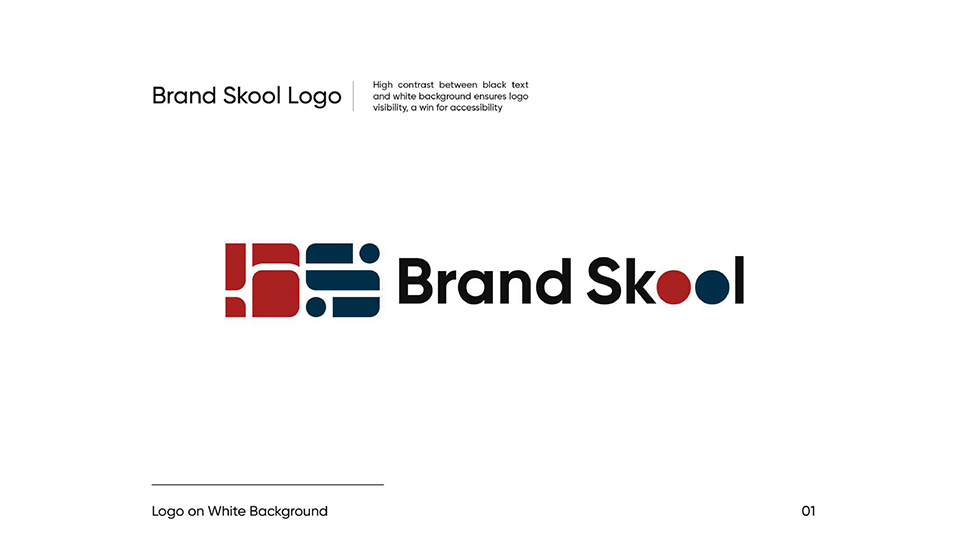 Brand Skool Logo
High contrast between black text
and white background ensures logo
visibility, a win for accessibility
BS Brand Skool
Logo on White Background
01